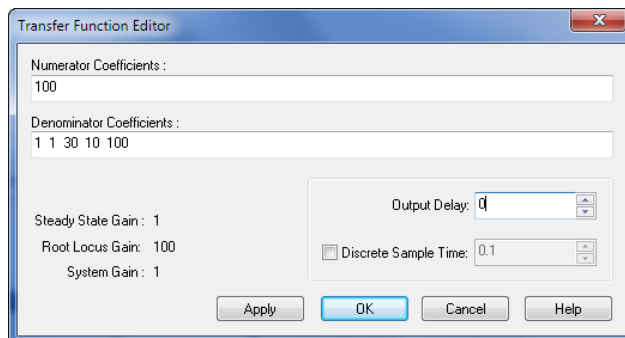 Transfer Function Editor
Numerator Coefficients :
100
Denominator Coefficients :
1 1 30 10 100
Output Delay: 0
Steady State Gain : 1
Root Locus Gain: 100
Discrete Sample Time: 0.1
System Gain : 1
Apply OK Cancel Help